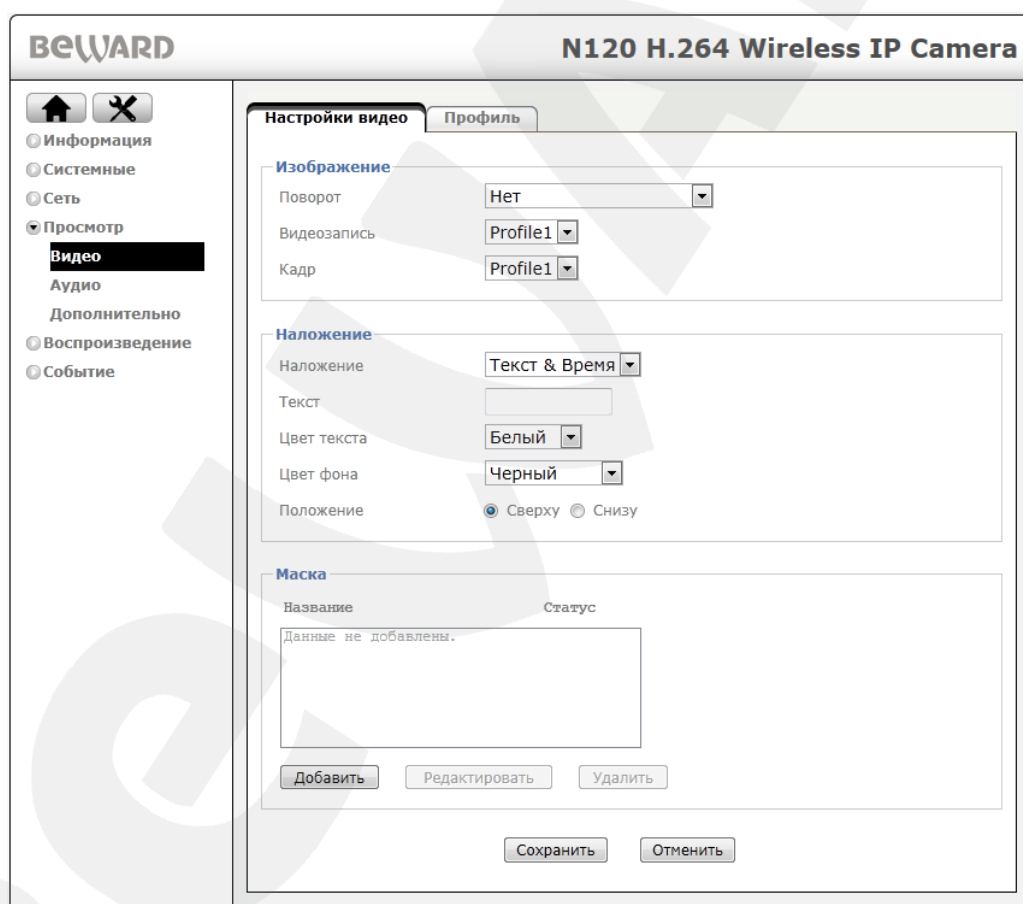 BEWARD
N120 H.264 Wireless IP Camera
Информация
Системные
Сеть
Просмотр
Видео
Аудио
Дополнительно
Воспроизведение
Событие
Настройки видео
Профиль
Изображение
Поворот Нет
Видеозапись Profile1
Кадр Profile1
Наложение
Наложение Текст & Время
Текст
Цвет текста Белый
Цвет фона Черный
Положение Сверху Снизу
Маска
Название Статус
Данные не добавлены.
Добавить Редактировать Удалить
Сохранить Отменить